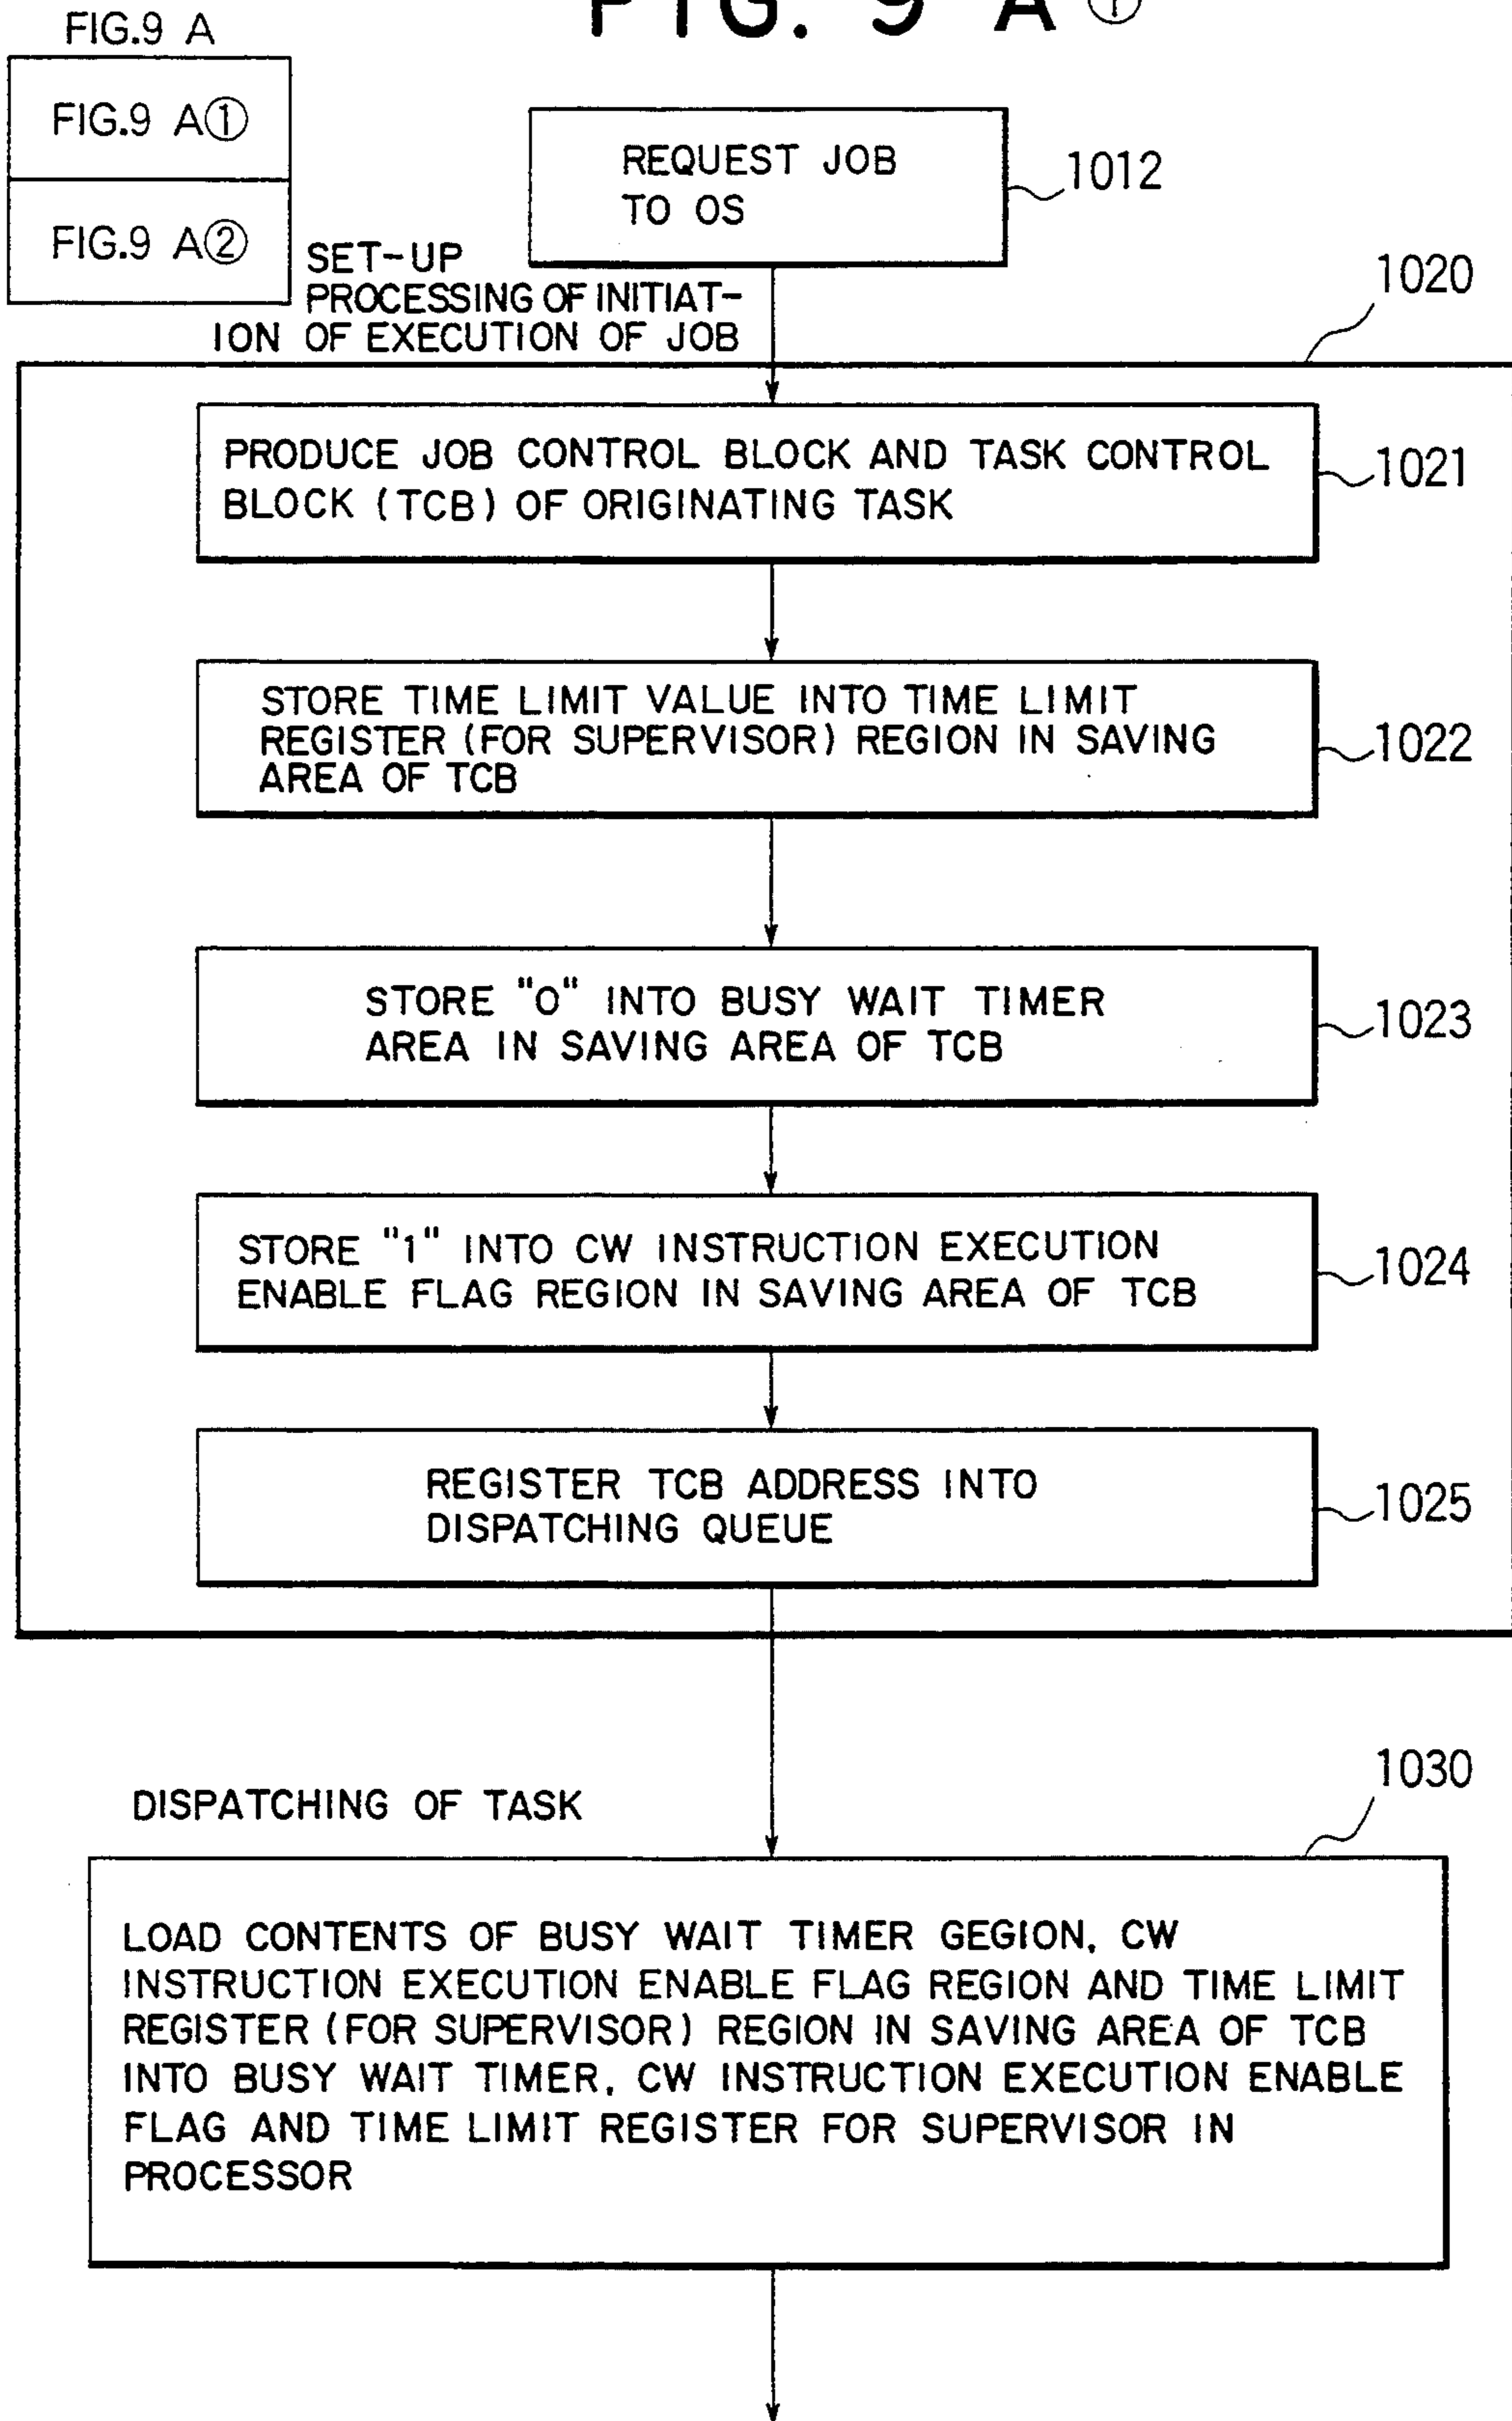 FIG. 9 A①
FIG.9 A
FIG.9 A①
FIG.9 A②
REQUEST JOB
TO OS
1012
SET-UP
PROCESSING OF INITIAT-
ION OF EXECUTION OF JOB
1020
PRODUCE JOB CONTROL BLOCK AND TASK CONTROL
BLOCK (TCB) OF ORIGINATING TASK
1021
STORE TIME LIMIT VALUE INTO TIME LIMIT
REGISTER (FOR SUPERVISOR) REGION IN SAVING
AREA OF TCB
1022
STORE "0" INTO BUSY WAIT TIMER
AREA IN SAVING AREA OF TCB
1023
STORE "1" INTO CW INSTRUCTION EXECUTION
ENABLE FLAG REGION IN SAVING AREA OF TCB
1024
REGISTER TCB ADDRESS INTO
DISPATCHING QUEUE
1025
DISPATCHING OF TASK
1030
LOAD CONTENTS OF BUSY WAIT TIMER GEGION, CW
INSTRUCTION EXECUTION ENABLE FLAG REGION AND TIME LIMIT
REGISTER (FOR SUPERVISOR) REGION IN SAVING AREA OF TCB
INTO BUSY WAIT TIMER, CW INSTRUCTION EXECUTION ENABLE
FLAG AND TIME LIMIT REGISTER FOR SUPERVISOR IN
PROCESSOR